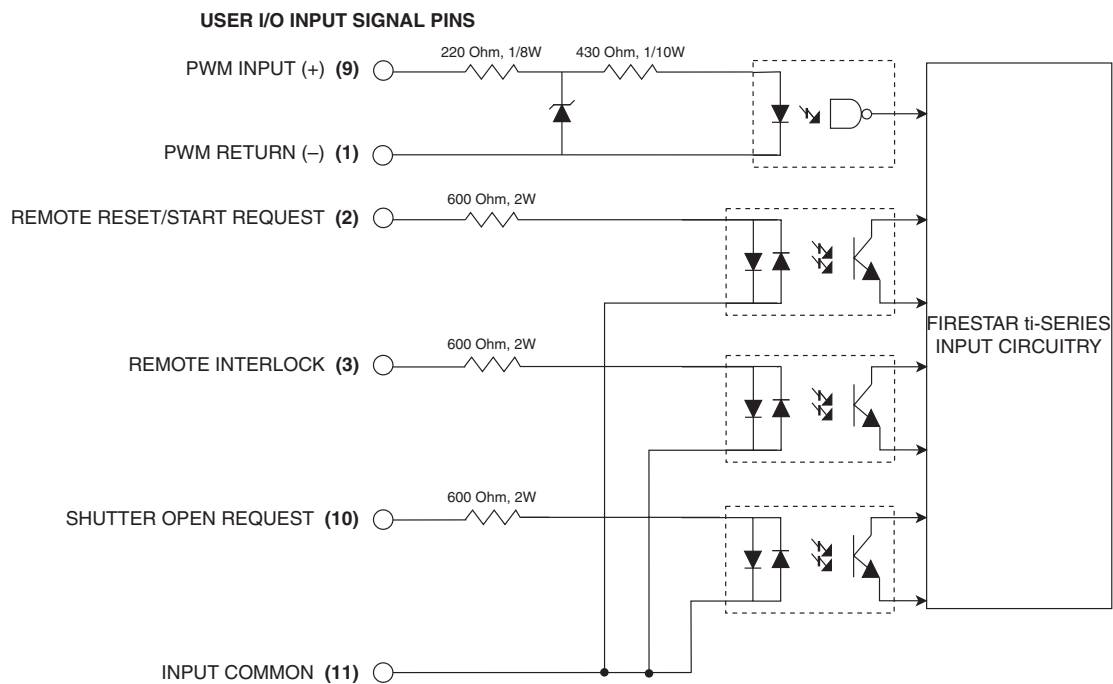 USER I/O INPUT SIGNAL PINS
220 Ohm, 1/8W
430 Ohm, 1/10W
PWM INPUT (+) (9)
PWM RETURN (–) (1)
600 Ohm, 2W
REMOTE RESET/START REQUEST (2)
FIRESTAR ti-SERIES
INPUT CIRCUITRY
600 Ohm, 2W
REMOTE INTERLOCK (3)
600 Ohm, 2W
SHUTTER OPEN REQUEST (10)
INPUT COMMON (11)